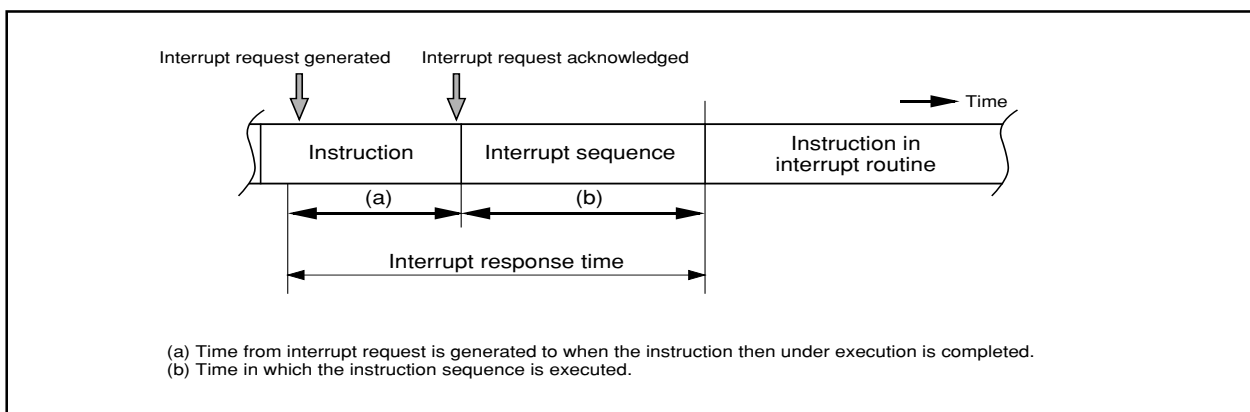 Interrupt request generated
Interrupt request acknowledged
Time
Instruction
Interrupt sequence
Instruction in
interrupt routine
(a)
(b)
Interrupt response time
(a) Time from interrupt request is generated to when the instruction then under execution is completed.
(b) Time in which the instruction sequence is executed.